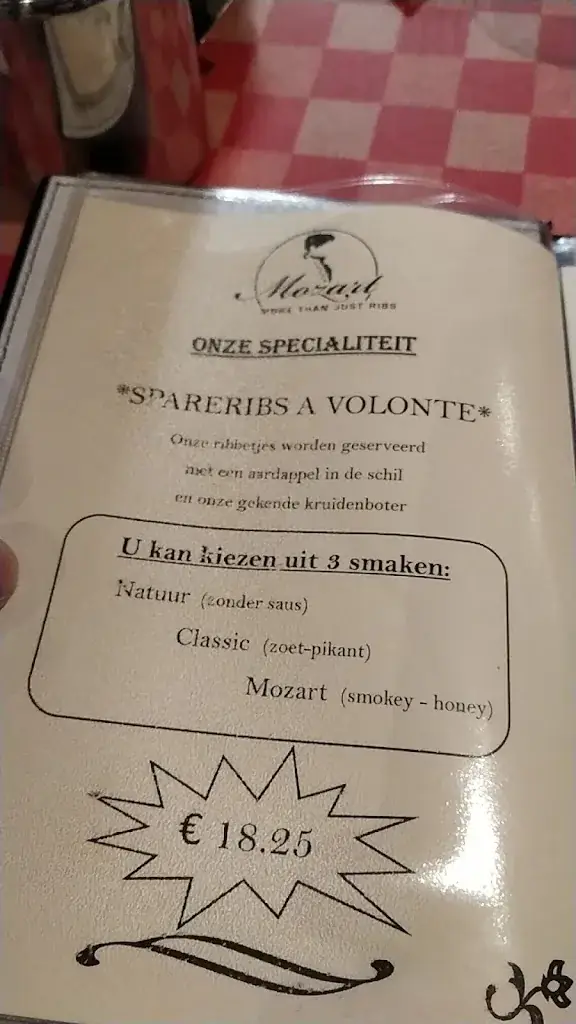 Mozart
MORE THAN JUST RIBS
ONZE SPECIALITEIT
*SPARERIBS A VOLONTE*
Onze ribbetjes worden geserveerd
met een aardappel in de schil
en onze gekende kruidenboter
U kan kiezen uit 3 smaken:
Natuur (zonder saus)
Classic (zoet-pikant)
Mozart (smokey - honey)
€ 18.25